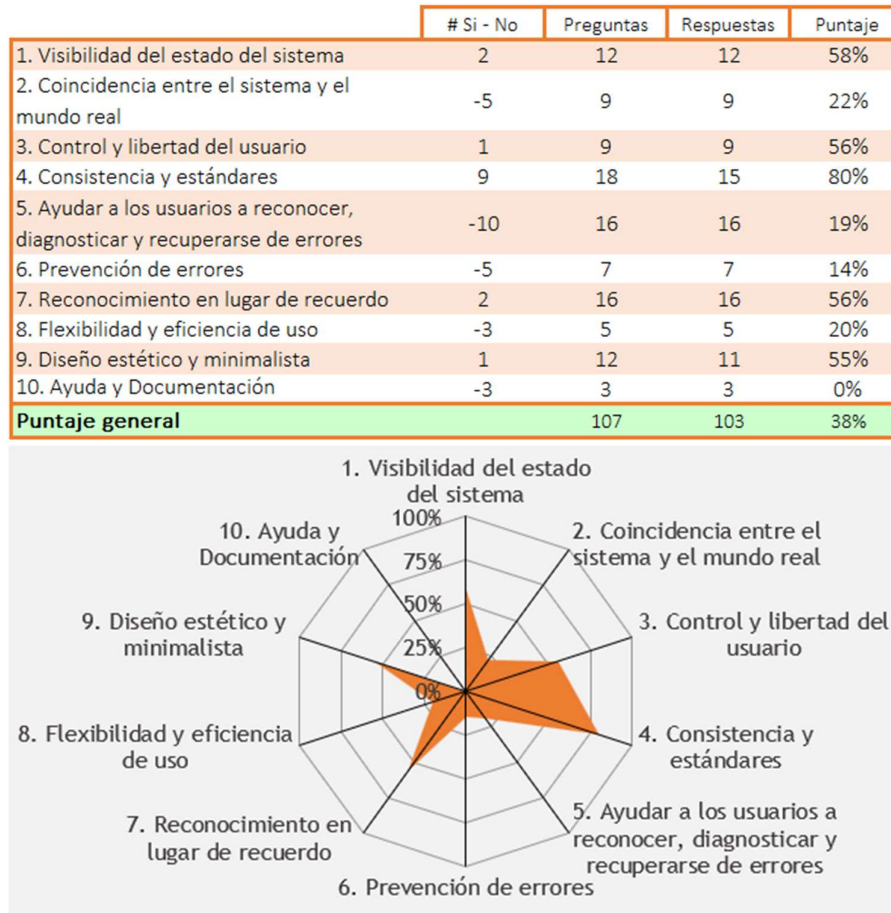 # Si - No Preguntas Respuestas Puntaje
1. Visibilidad del estado del sistema 2 12 12 58%
2. Coincidencia entre el sistema y el
mundo real -5 9 9 22%
3. Control y libertad del usuario 1 9 9 56%
4. Consistencia y estándares 9 18 15 80%
5. Ayudar a los usuarios a reconocer,
diagnosticar y recuperarse de errores -10 16 16 19%
6. Prevención de errores -5 7 7 14%
7. Reconocimiento en lugar de recuerdo 2 16 16 56%
8. Flexibilidad y eficiencia de uso -3 5 5 20%
9. Diseño estético y minimalista 1 12 11 55%
10. Ayuda y Documentación -3 3 3 0%
Puntaje general 107 103 38%
1. Visibilidad del estado
del sistema
100%
75%
50%
25%
0%
2. Coincidencia entre el
sistema y el mundo real
3. Control y libertad del
usuario
4. Consistencia y
estándares
5. Ayudar a los usuarios a
reconocer, diagnosticar y
recuperarse de errores
6. Prevención de errores
7. Reconocimiento en
lugar de recuerdo
8. Flexibilidad y eficiencia
de uso
9. Diseño estético y
minimalista
10. Ayuda y
Documentación